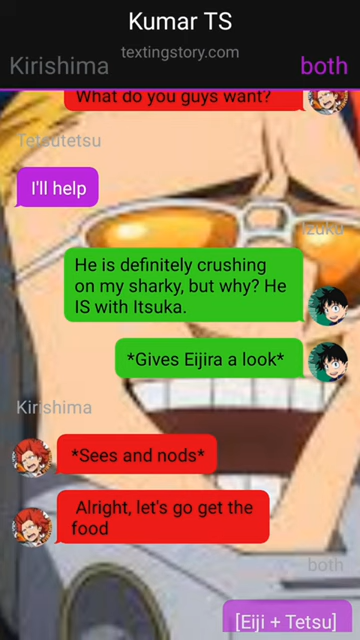 Kumar TS
textingstory.com
Kirishima
both
What do you guys want?
Tetsutetsu
I'll help
Izuku
He is definitely crushing
on my sharky, but why? He
IS with Itsuka.
*Gives Eijira a look*
Kirishima
*Sees and nods*
Alright, let's go get the
food
both
[Eiji + Tetsu]